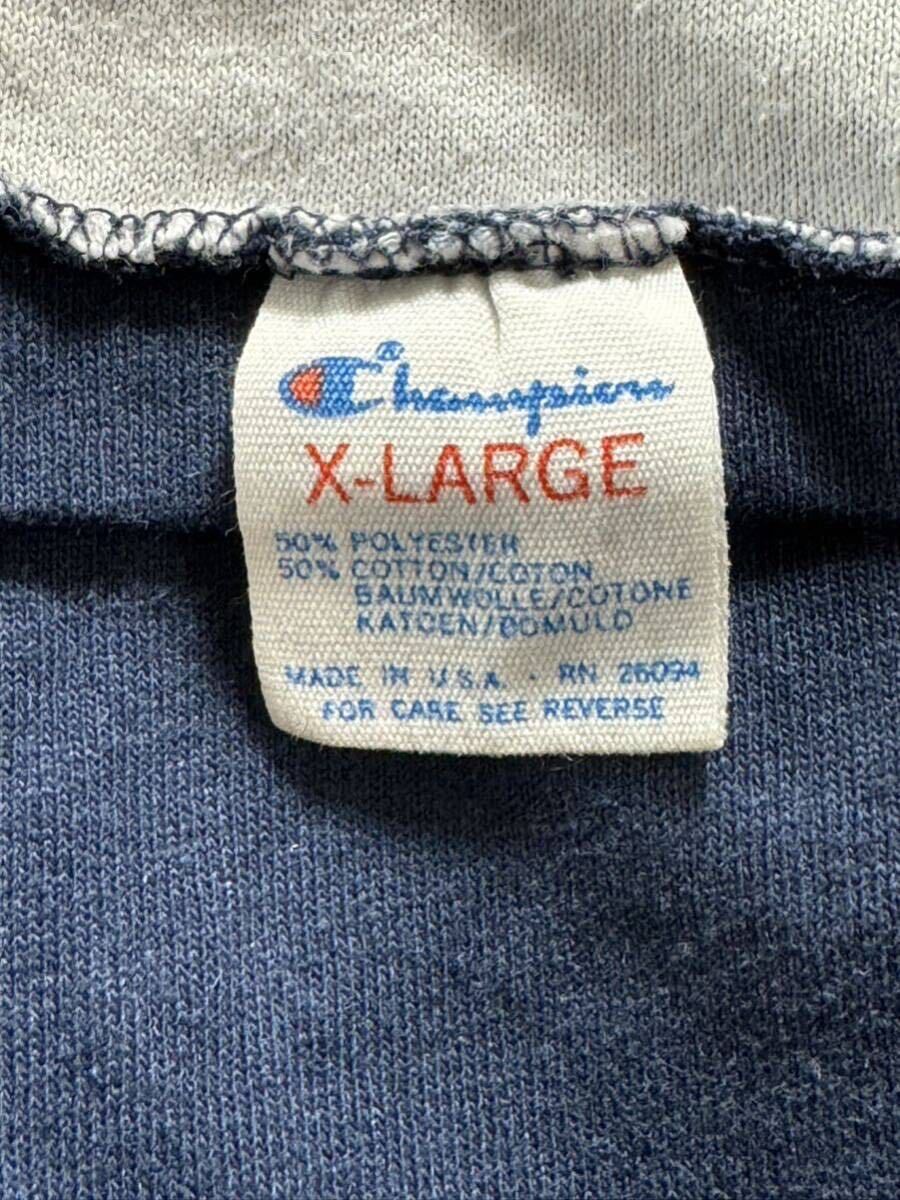 Champion®
X-LARGE
50% POLYESTER
50% COTTON/COTON
BAUMWOLLE/COTONE
KATOEN/BOMULD
MADE IN U.S.A. · RN 26094
FOR CARE SEE REVERSE